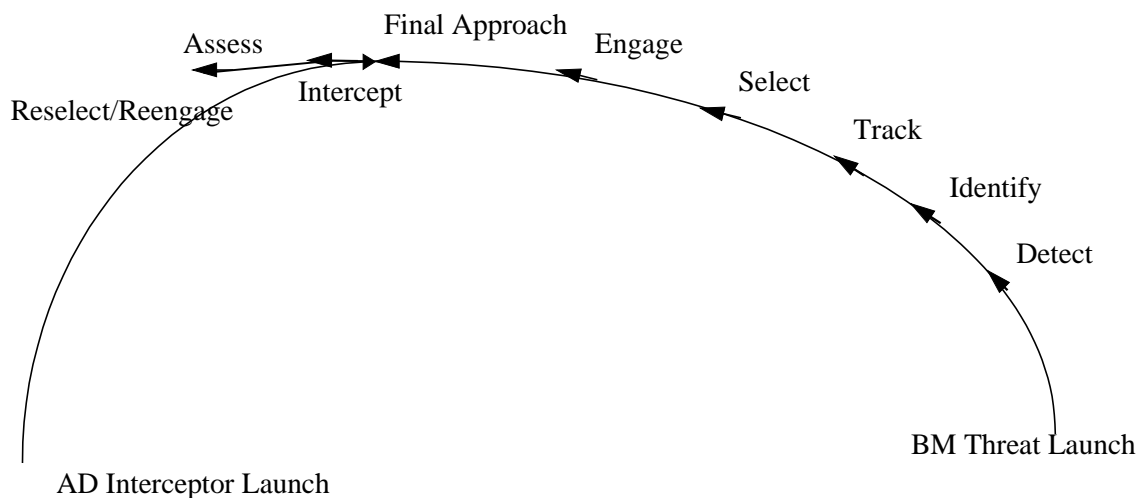 Final Approach
Assess
Engage
Intercept
Select
Reselect/Reengage
Track
Identify
Detect
BM Threat Launch
AD Interceptor Launch